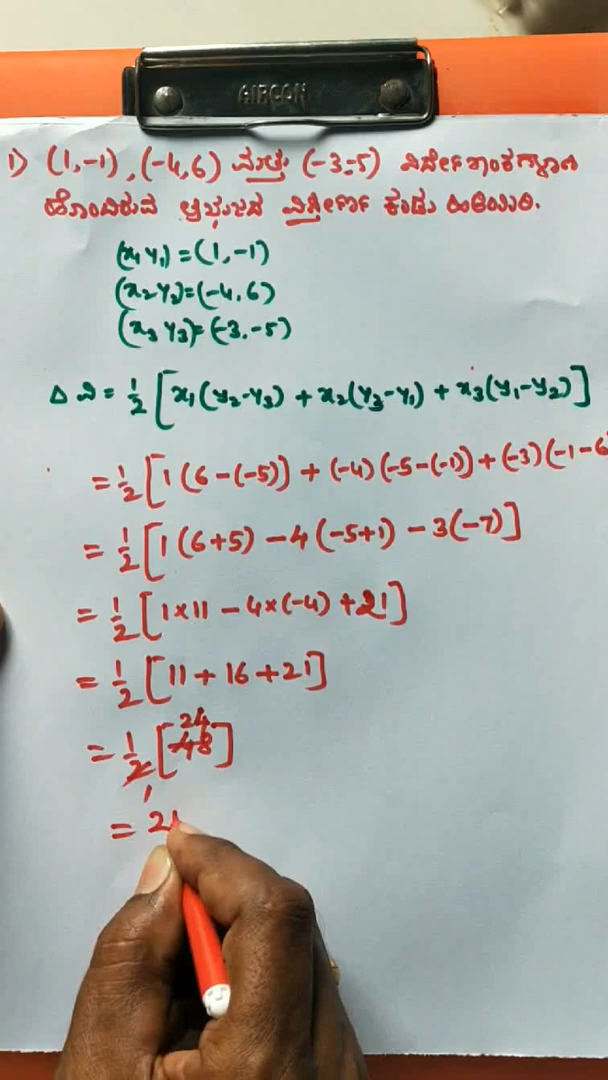 AIRCON
1) (1,-1), (-4,6) ಮತ್ತು (-3-5) ನಿರ್ದೇಶಾಂಕಗಳಾಗಿ
ಹೊಂದಿರುವ ತ್ರಿಭುಜದ ವಿಸ್ತೀರ್ಣ ಕಂಡು ಹಿಡಿಯಿರಿ.
(x₁ y₁) = (1, -1)
(x₂ y₂) = (-4, 6)
(x₃ y₃) = (-3, -5)
Δ ವಿ = 1/2 [x₁(y₂-y₃) + x₂(y₃-y₁) + x₃(y₁-y₂)]
= 1/2 [1 (6-(-5)) + (-4) (-5-(-1)) + (-3) (-1-6
= 1/2 [1 (6+5) - 4 (-5+1) - 3(-7)]
= 1/2 [1×11 - 4×(-4) + 21]
= 1/2 [11 + 16 + 21]
24
= 1/2 [48]
1
= 2